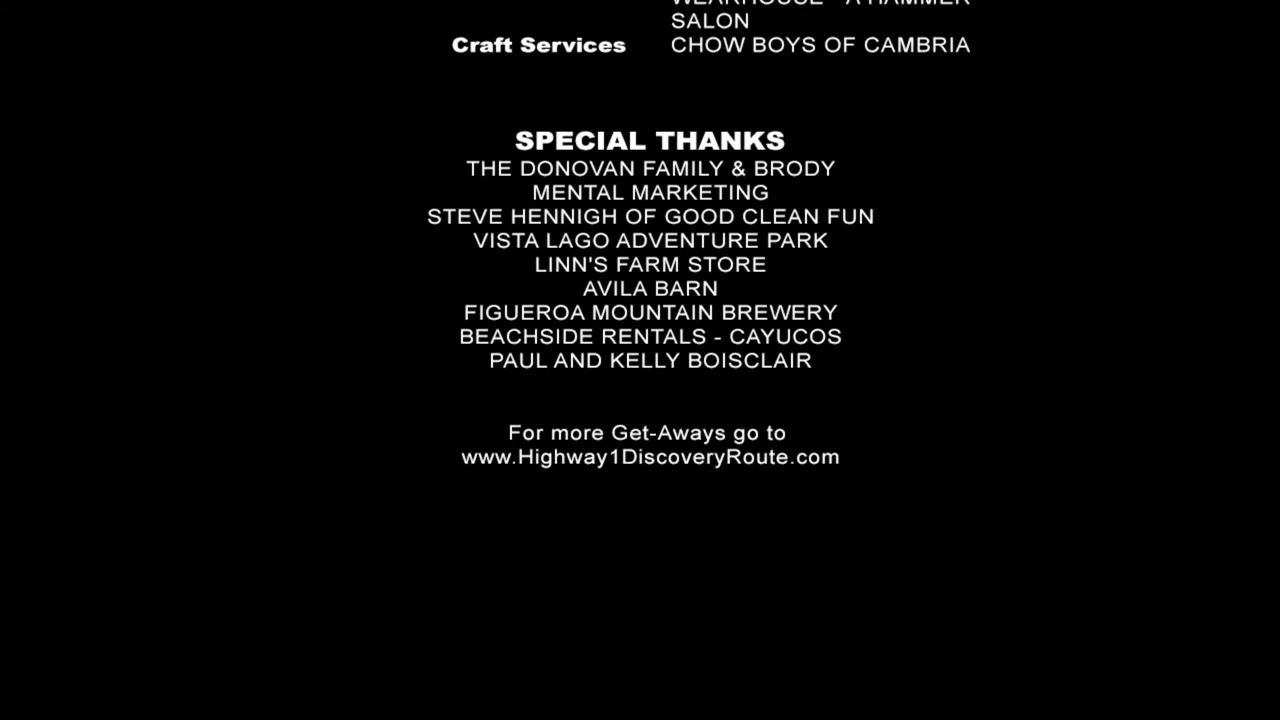 WEARHOUSE - A HAMMER
SALON
Craft Services CHOW BOYS OF CAMBRIA
SPECIAL THANKS
THE DONOVAN FAMILY & BRODY
MENTAL MARKETING
STEVE HENNIGH OF GOOD CLEAN FUN
VISTA LAGO ADVENTURE PARK
LINN'S FARM STORE
AVILA BARN
FIGUEROA MOUNTAIN BREWERY
BEACHSIDE RENTALS - CAYUCOS
PAUL AND KELLY BOISCLAIR
For more Get-Aways go to
www.Highway1DiscoveryRoute.com